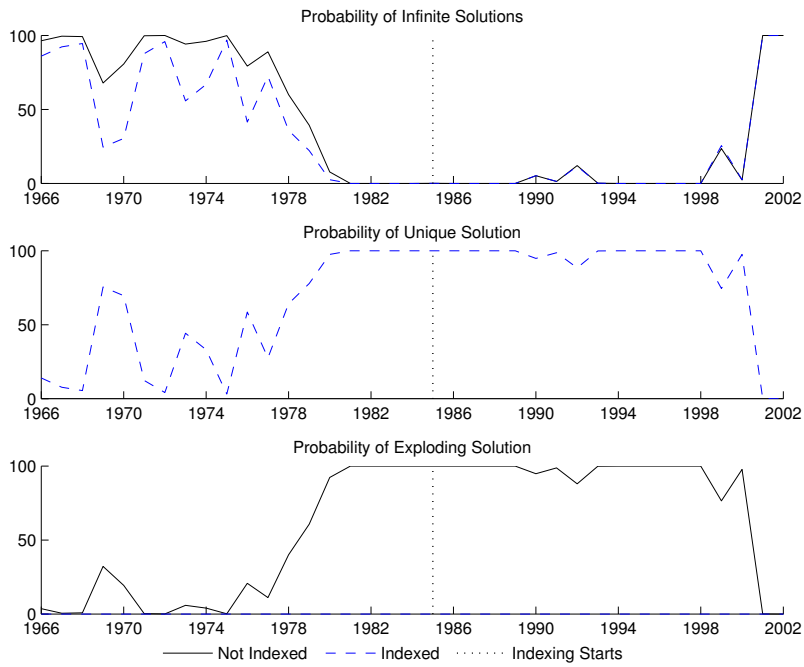 Probability of Infinite Solutions
100
50
0
1966 1970 1974 1978 1982 1986 1990 1994 1998 2002
Probability of Unique Solution
100
50
0
1966 1970 1974 1978 1982 1986 1990 1994 1998 2002
Probability of Exploding Solution
100
50
0
1966 1970 1974 1978 1982 1986 1990 1994 1998 2002
Not Indexed Indexed Indexing Starts